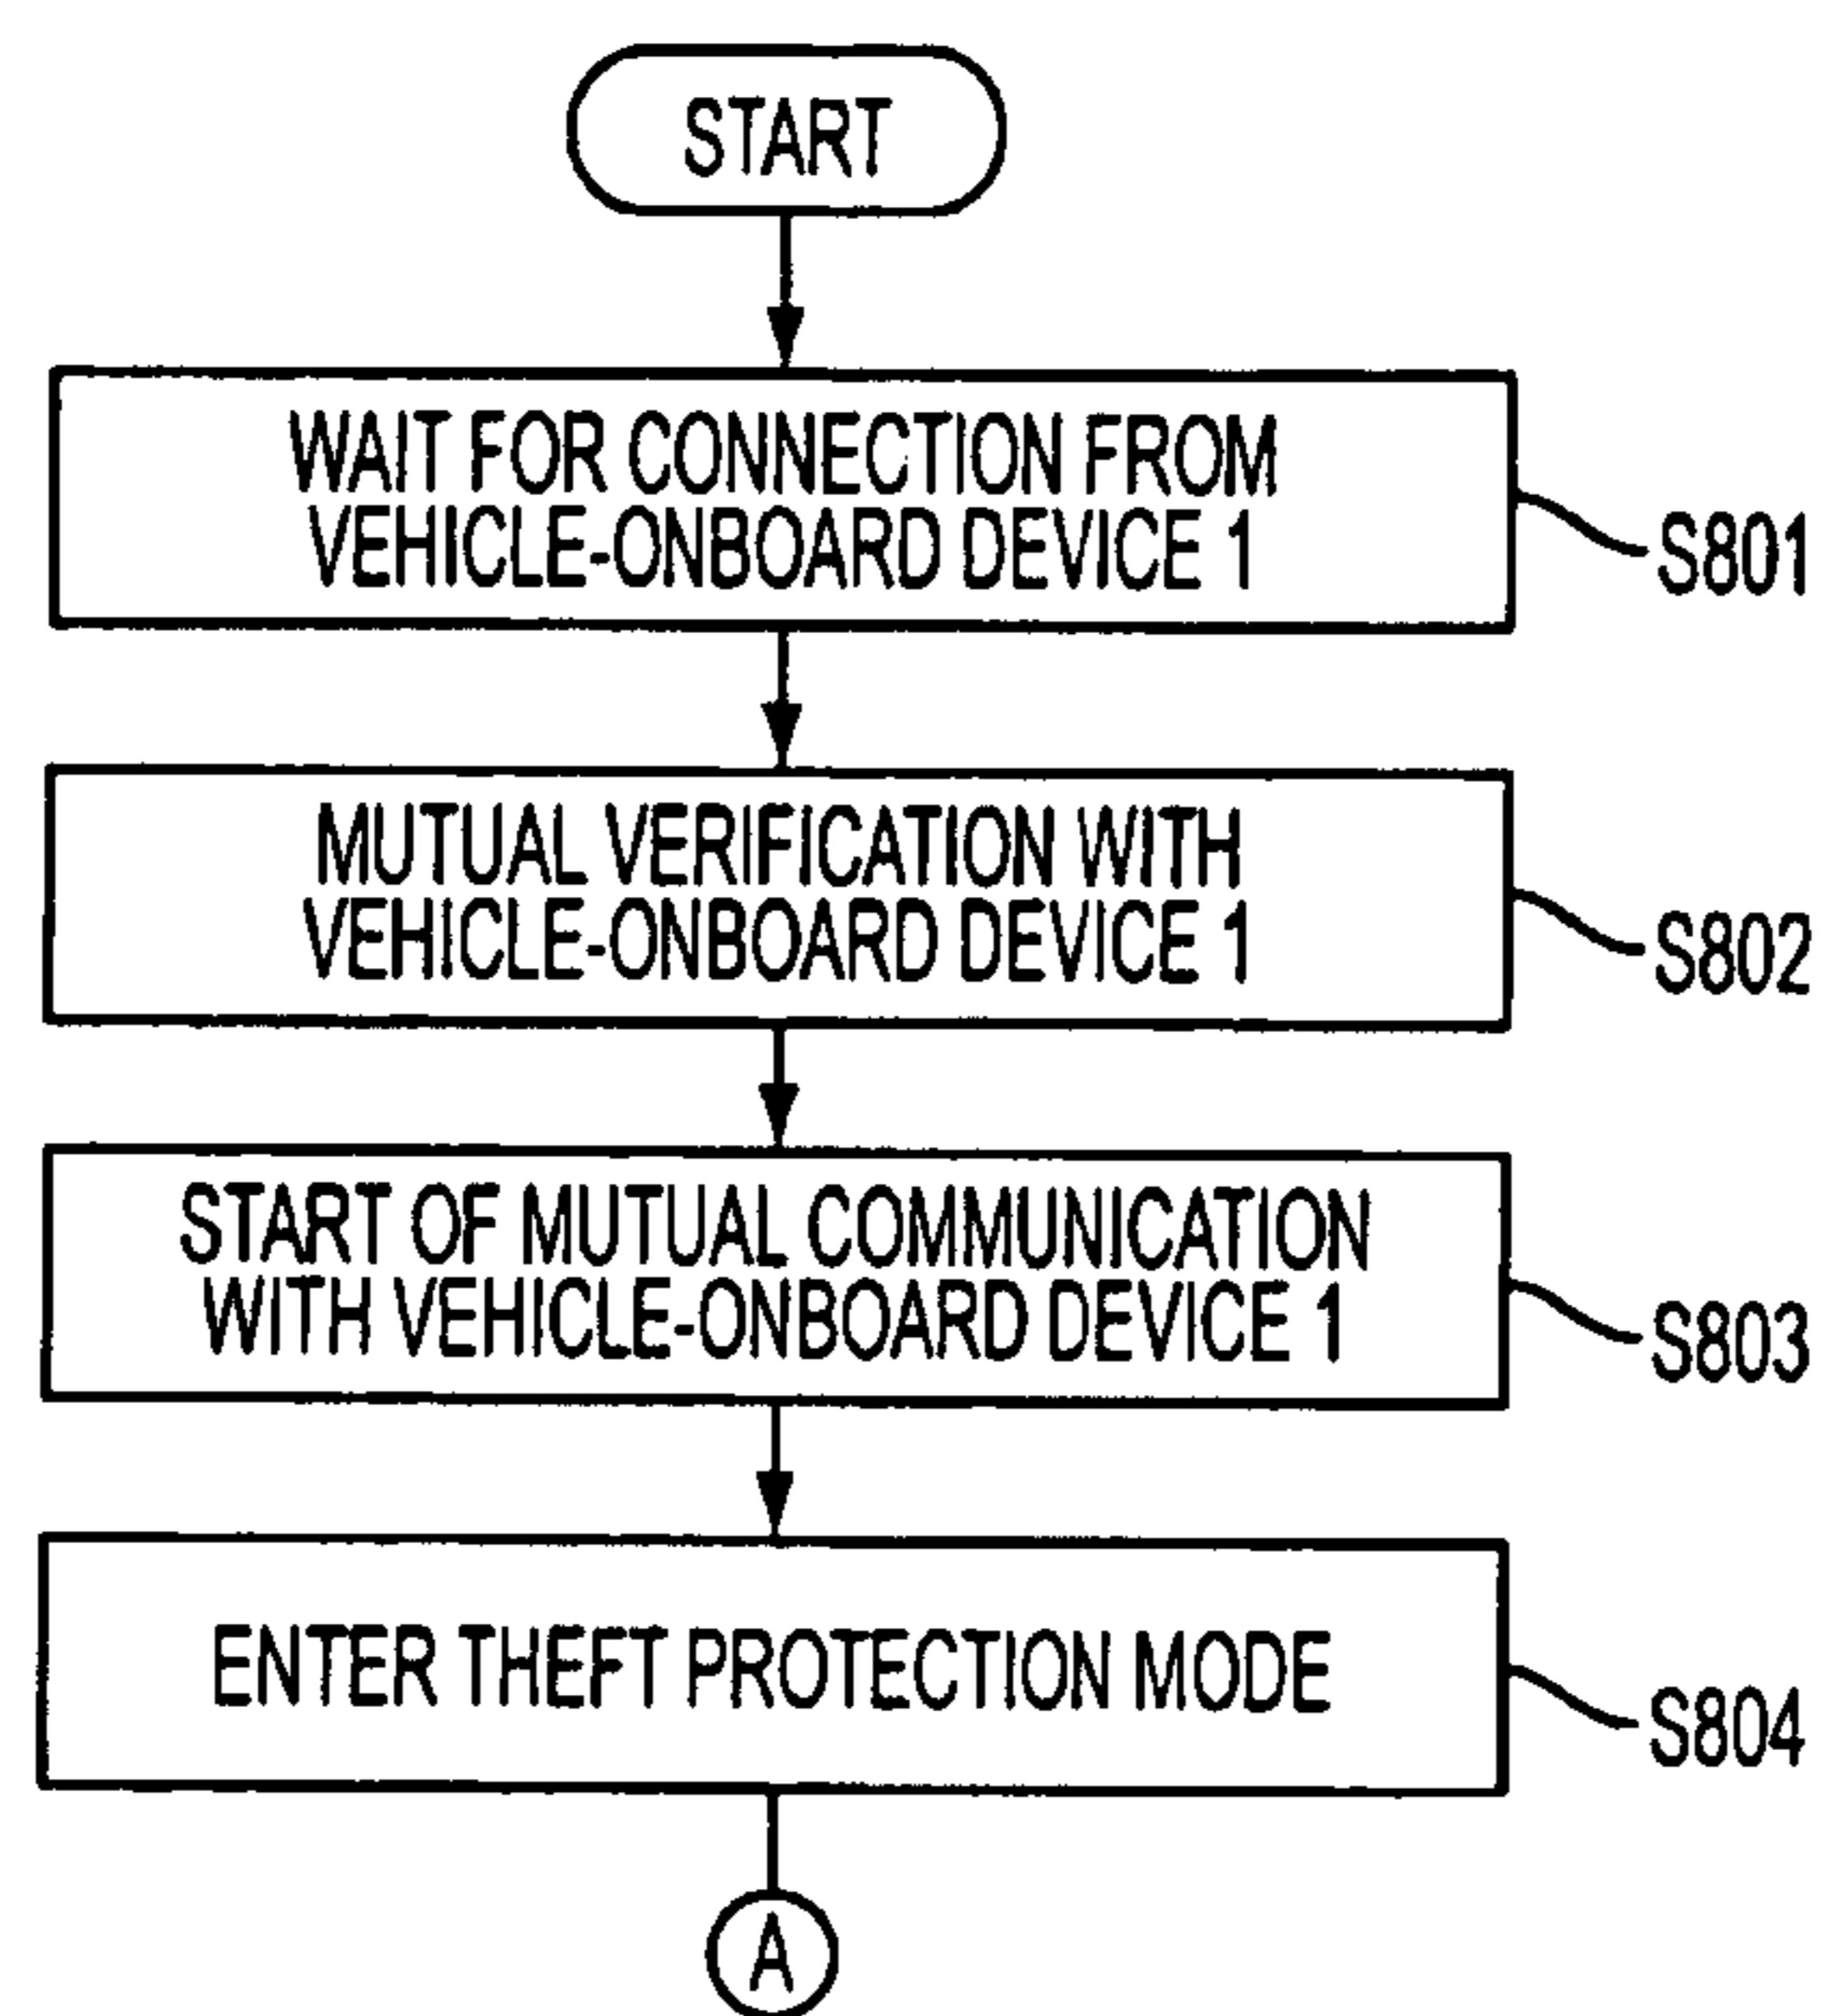 START
WAIT FOR CONNECTION FROM
VEHICLE-ONBOARD DEVICE 1
S801
MUTUAL VERIFICATION WITH
VEHICLE-ONBOARD DEVICE 1
S802
START OF MUTUAL COMMUNICATION
WITH VEHICLE-ONBOARD DEVICE 1
S803
ENTER THEFT PROTECTION MODE
S804
A